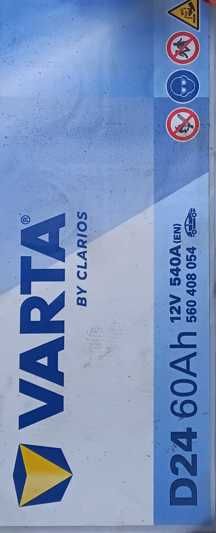 VARTA®
BY CLARIOS
D24 60Ah 12V 540A (EN)
560 408 054